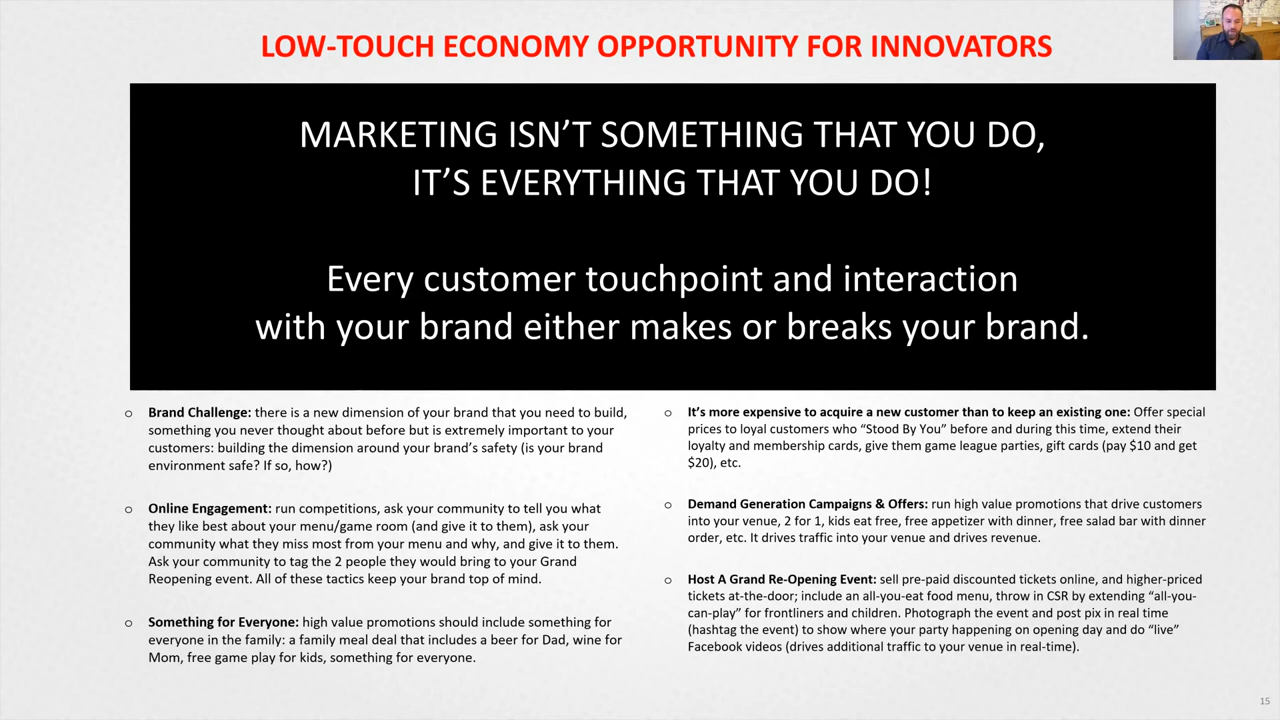 LOW-TOUCH ECONOMY OPPORTUNITY FOR INNOVATORS
MARKETING ISN’T SOMETHING THAT YOU DO,
IT’S EVERYTHING THAT YOU DO!
Every customer touchpoint and interaction
with your brand either makes or breaks your brand.
o Brand Challenge: there is a new dimension of your brand that you need to build,
something you never thought about before but is extremely important to your
customers: building the dimension around your brand’s safety (is your brand
environment safe? If so, how?)
o Online Engagement: run competitions, ask your community to tell you what
they like best about your menu/game room (and give it to them), ask your
community what they miss most from your menu and why, and give it to them.
Ask your community to tag the 2 people they would bring to your Grand
Reopening event. All of these tactics keep your brand top of mind.
o Something for Everyone: high value promotions should include something for
everyone in the family: a family meal deal that includes a beer for Dad, wine for
Mom, free game play for kids, something for everyone.
o It’s more expensive to acquire a new customer than to keep an existing one: Offer special
prices to loyal customers who “Stood By You” before and during this time, extend their
loyalty and membership cards, give them game league parties, gift cards (pay $10 and get
$20), etc.
o Demand Generation Campaigns & Offers: run high value promotions that drive customers
into your venue, 2 for 1, kids eat free, free appetizer with dinner, free salad bar with dinner
order, etc. It drives traffic into your venue and drives revenue.
o Host A Grand Re-Opening Event: sell pre-paid discounted tickets online, and higher-priced
tickets at-the-door; include an all-you-eat food menu, throw in CSR by extending “all-you-
can-play” for frontliners and children. Photograph the event and post pix in real time
(hashtag the event) to show where your party happening on opening day and do “live”
Facebook videos (drives additional traffic to your venue in real-time).
15